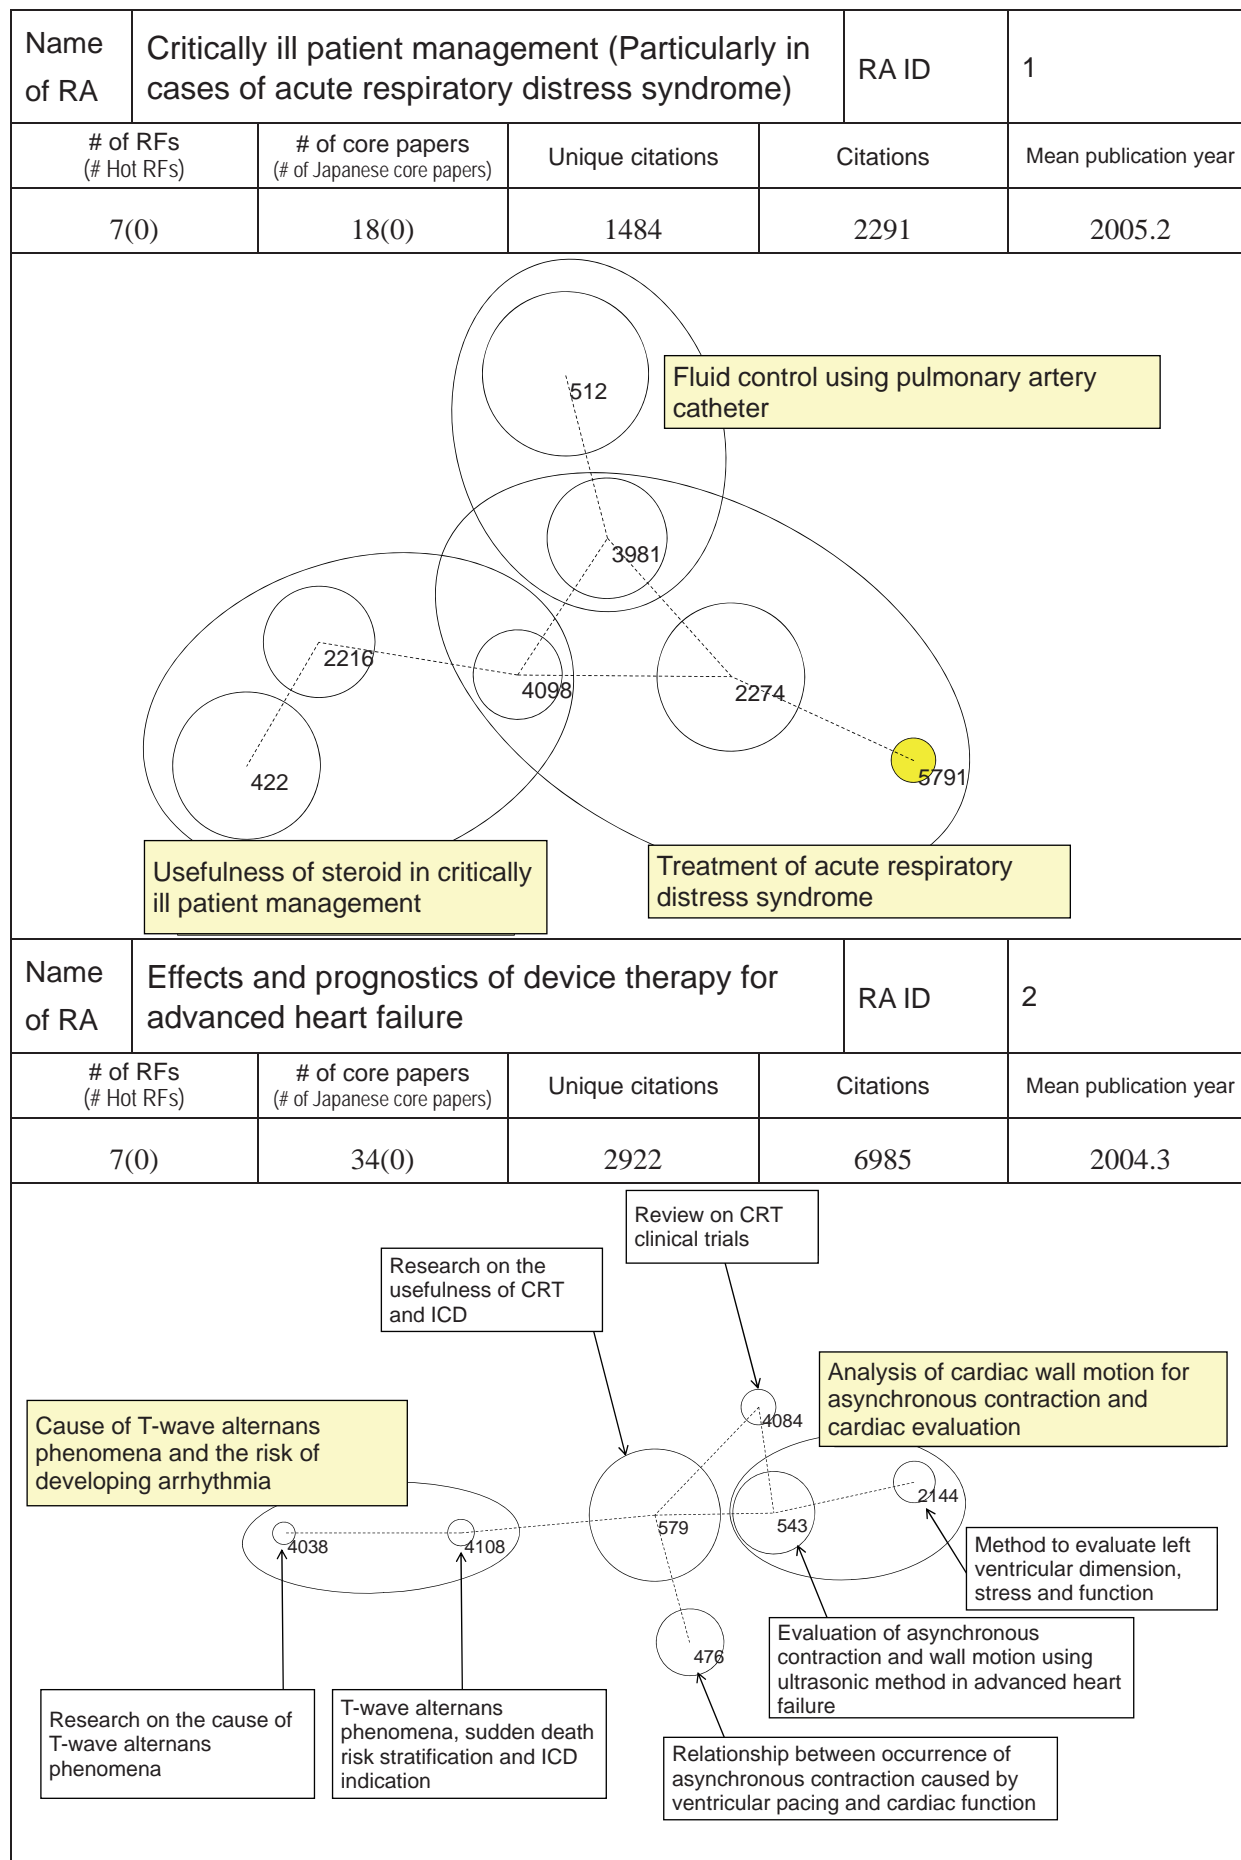 Name
of RA
Critically ill patient management (Particularly in
cases of acute respiratory distress syndrome)
RA ID
1
# of RFs
(# Hot RFs)
# of core papers
(# of Japanese core papers)
Unique citations
Citations
Mean publication year
7(0)
18(0)
1484
2291
2005.2
512
Fluid control using pulmonary artery
catheter
3981
2216
4098
2274
422
5791
Usefulness of steroid in critically
ill patient management
Treatment of acute respiratory
distress syndrome
Name
of RA
Effects and prognostics of device therapy for
advanced heart failure
RA ID
2
# of RFs
(# Hot RFs)
# of core papers
(# of Japanese core papers)
Unique citations
Citations
Mean publication year
7(0)
34(0)
2922
6985
2004.3
Review on CRT
clinical trials
Research on the
usefulness of CRT
and ICD
Analysis of cardiac wall motion for
asynchronous contraction and
cardiac evaluation
4084
Cause of T-wave alternans
phenomena and the risk of
developing arrhythmia
2144
579
543
4038
4108
Method to evaluate left
ventricular dimension,
stress and function
476
Evaluation of asynchronous
contraction and wall motion using
ultrasonic method in advanced heart
failure
Research on the cause of
T-wave alternans
phenomena
T-wave alternans
phenomena, sudden death
risk stratification and ICD
indication
Relationship between occurrence of
asynchronous contraction caused by
ventricular pacing and cardiac function